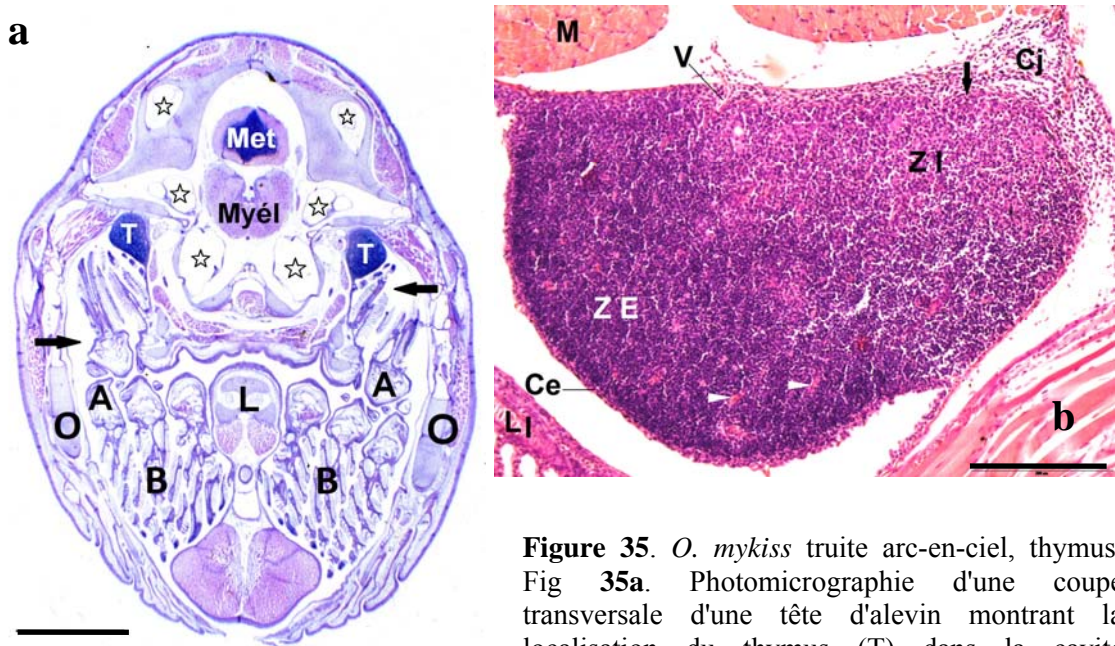 a
Met
Myél
T
T
A
A
L
O
O
B
B
M
V
Cj
Z I
Z E
Ce
L I
b
Figure 35. O. mykiss truite arc-en-ciel, thymus
Fig 35a. Photomicrographie d'une coupe
transversale d'une tête d'alevin montrant la